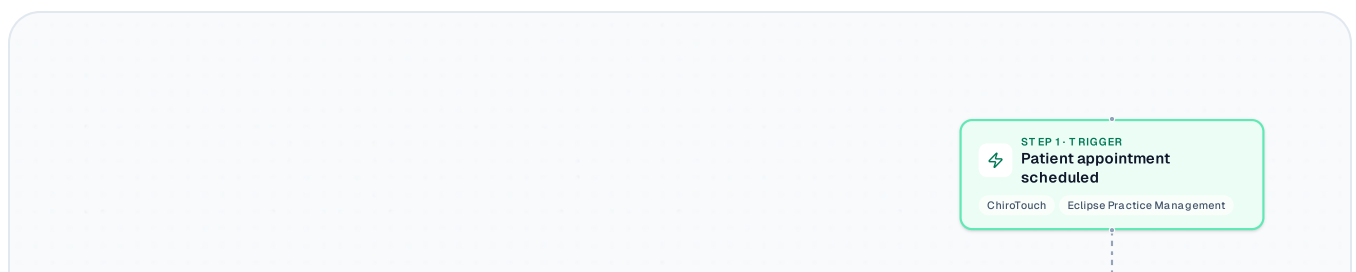 STEP 1 · TRIGGER
Patient appointment
scheduled
ChiroTouch Eclipse Practice Management